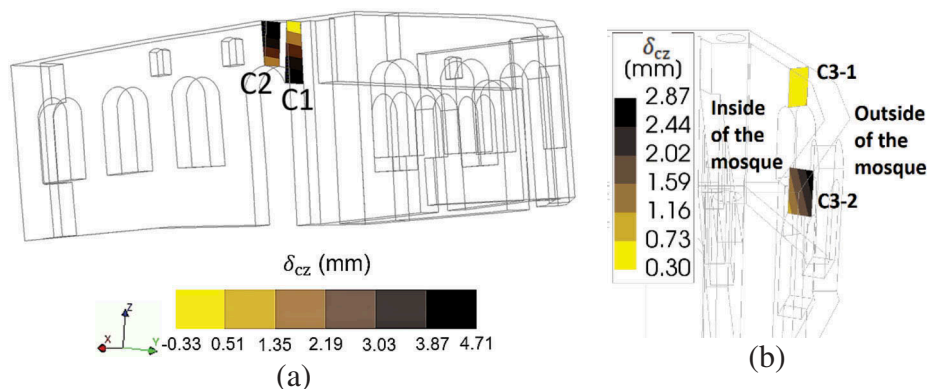 C2
C1
δcz (mm)
X
Z
Y
-0.33 0.51 1.35 2.19 3.03 3.87 4.71
(a)
δcz
(mm)
2.87
2.44
2.02
1.59
1.16
0.73
0.30
Inside
of the
mosque
C3-1
Outside
of the
mosque
C3-2
(b)